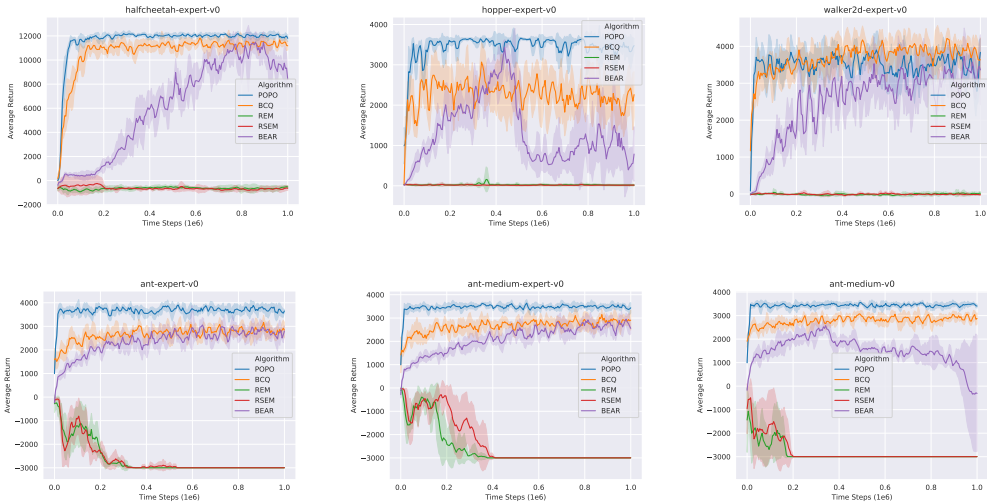 halfcheetah-expert-v0
12000
10000
8000
6000
4000
2000
0
−2000
Average Return
0.0 0.2 0.4 0.6 0.8 1.0
Time Steps (1e6)
Algorithm
POPO
BCQ
REM
RSEM
BEAR
hopper-expert-v0
4000
3000
2000
1000
0
Average Return
0.0 0.2 0.4 0.6 0.8 1.0
Time Steps (1e6)
Algorithm
POPO
BCQ
REM
RSEM
BEAR
walker2d-expert-v0
4000
3000
2000
1000
0
Average Return
0.0 0.2 0.4 0.6 0.8 1.0
Time Steps (1e6)
Algorithm
POPO
BCQ
REM
RSEM
BEAR
ant-expert-v0
4000
3000
2000
1000
0
−1000
−2000
−3000
Average Return
0.0 0.2 0.4 0.6 0.8 1.0
Time Steps (1e6)
Algorithm
POPO
BCQ
REM
RSEM
BEAR
ant-medium-expert-v0
4000
3000
2000
1000
0
−1000
−2000
−3000
Average Return
0.0 0.2 0.4 0.6 0.8 1.0
Time Steps (1e6)
Algorithm
POPO
BCQ
REM
RSEM
BEAR
ant-medium-v0
4000
3000
2000
1000
0
−1000
−2000
−3000
Average Return
0.0 0.2 0.4 0.6 0.8 1.0
Time Steps (1e6)
Algorithm
POPO
BCQ
REM
RSEM
BEAR